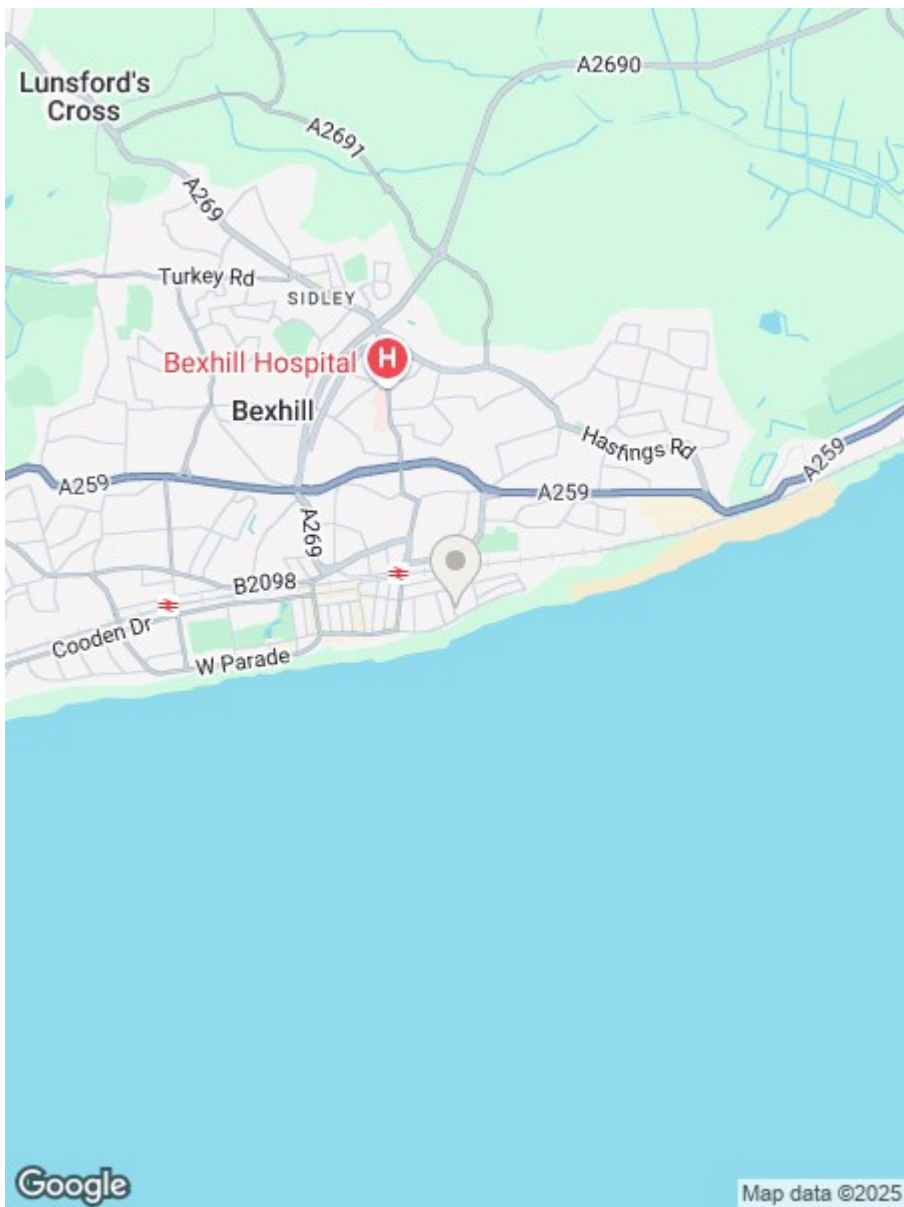 A2690
Lunsford's
Cross
A2691
A269
Turkey Rd
SIDLEY
Bexhill Hospital
H
Bexhill
Hastings Rd
A259
A259
A259
A269
B2098
Cooden Dr
W Parade
Google
Map data ©2025